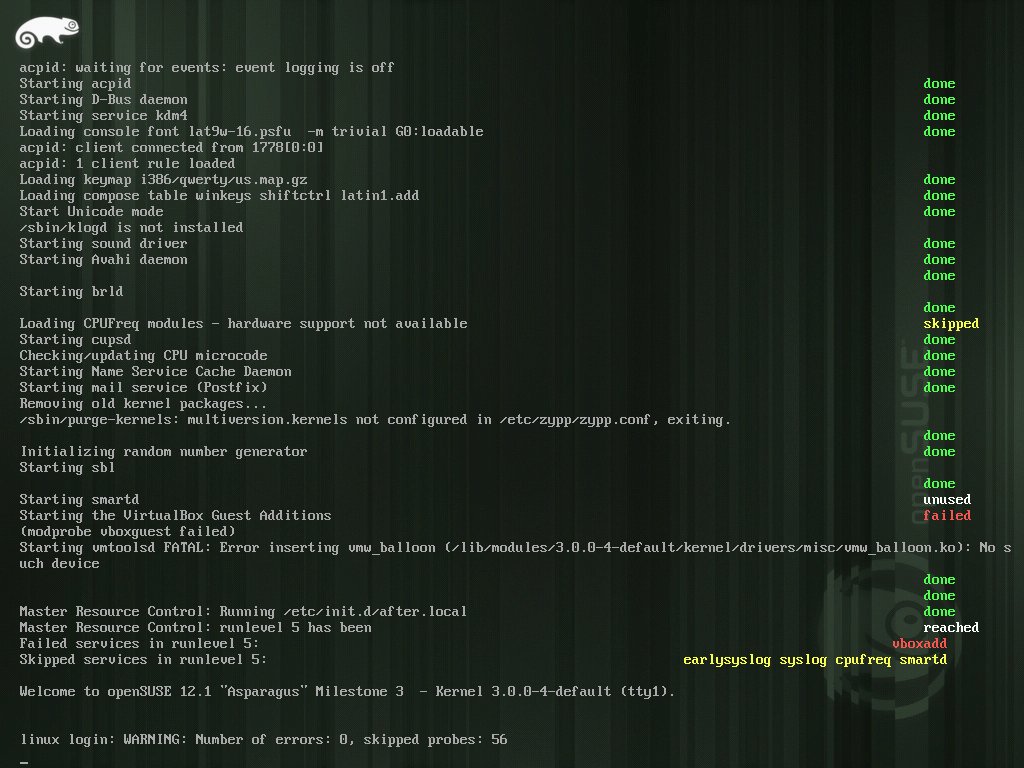 acpid: waiting for events: event logging is off
Starting acpid done
Starting D-Bus daemon done
Starting service kdm4 done
Loading console font lat9w-16.psfu  -m trivial G0:loadable done
acpid: client connected from 1778[0:0]
acpid: 1 client rule loaded
Loading keymap i386/qwerty/us.map.gz done
Loading compose table winkeys shiftctrl latin1.add done
Start Unicode mode done
/sbin/klogd is not installed
Starting sound driver done
Starting Avahi daemon done
done
Starting brld
done
Loading CPUFreq modules - hardware support not available skipped
Starting cupsd done
Checking/updating CPU microcode done
Starting Name Service Cache Daemon done
Starting mail service (Postfix) done
Removing old kernel packages...
/sbin/purge-kernels: multiversion.kernels not configured in /etc/zypp/zypp.conf, exiting.
done
Initializing random number generator done
Starting sbl
done
Starting smartd unused
Starting the VirtualBox Guest Additions failed
(modprobe vboxguest failed)
Starting vmtoolsd FATAL: Error inserting vmw_balloon (/lib/modules/3.0.0-4-default/kernel/drivers/misc/vmw_balloon.ko): No s
uch device
done
done
Master Resource Control: Running /etc/init.d/after.local done
Master Resource Control: runlevel 5 has been reached
Failed services in runlevel 5: vboxadd
Skipped services in runlevel 5: earlysyslog syslog cpufreq smartd
Welcome to openSUSE 12.1 "Asparagus" Milestone 3  - Kernel 3.0.0-4-default (tty1).
linux login: WARNING: Number of errors: 0, skipped probes: 56
_
openSUSE